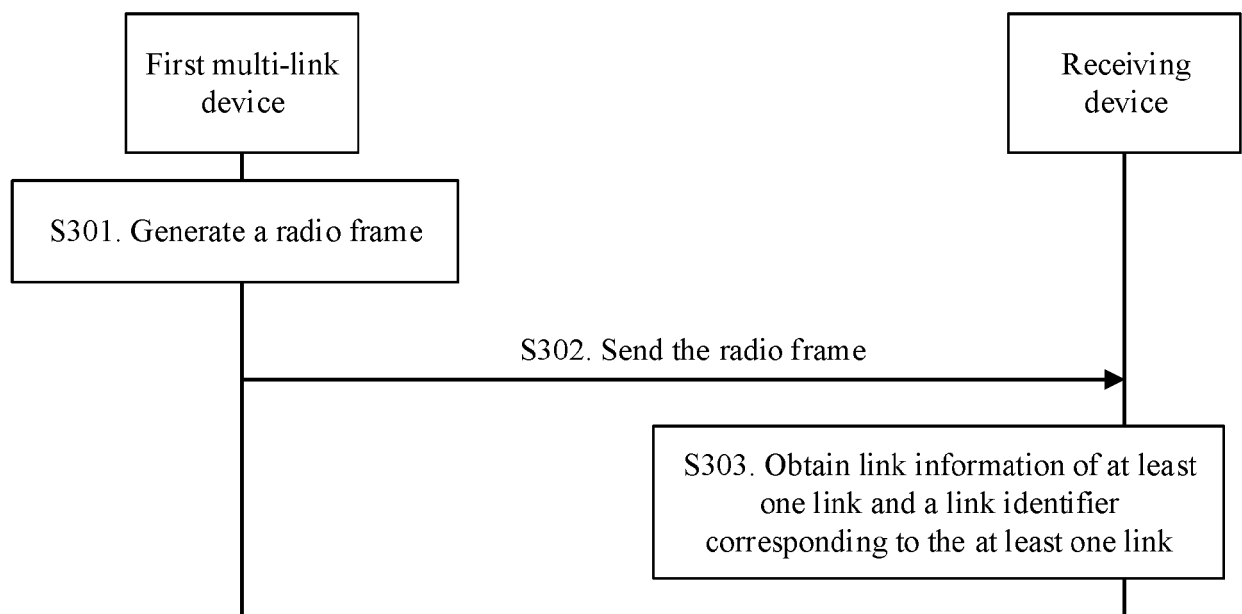 First multi-link
device
Receiving
device
S301. Generate a radio frame
S302. Send the radio frame
S303. Obtain link information of at least
one link and a link identifier
corresponding to the at least one link